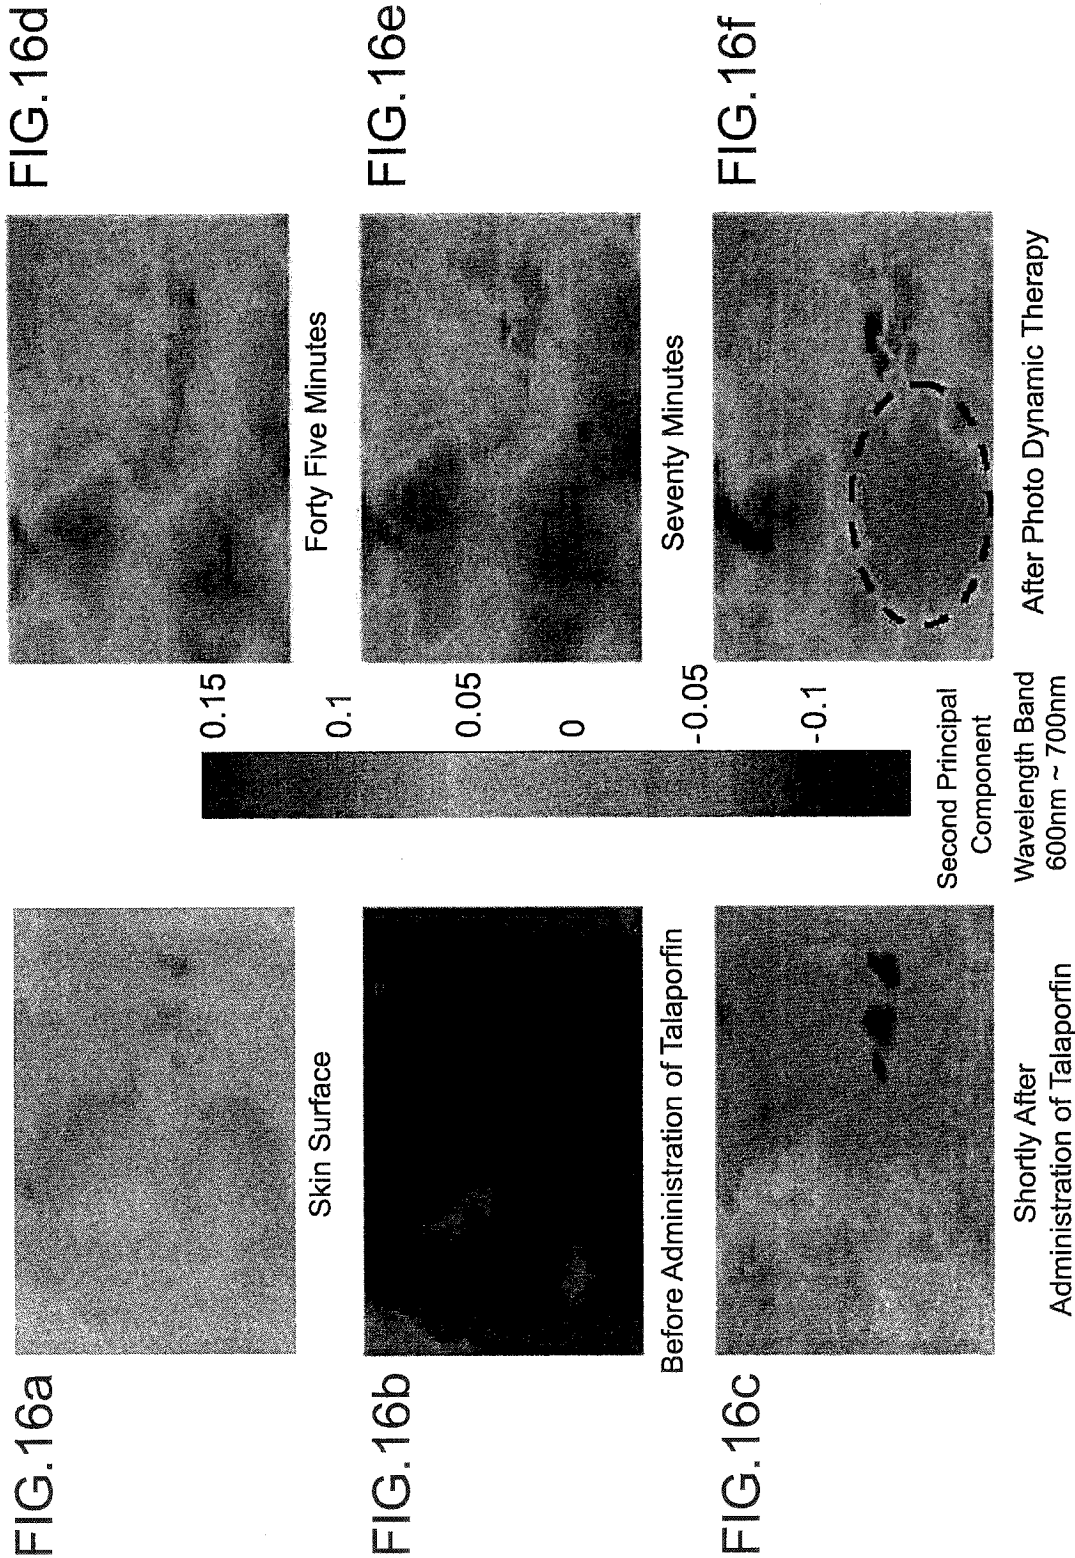 FIG.16a
Skin Surface
FIG.16b
Before Administration of Talaporfin
FIG.16c
Shortly After
Administration of Talaporfin
0.15
0.1
0.05
0
-0.05
-0.1
Second Principal
Component
Wavelength Band
600nm ~ 700nm
FIG.16d
Forty Five Minutes
FIG.16e
Seventy Minutes
FIG.16f
After Photo Dynamic Therapy